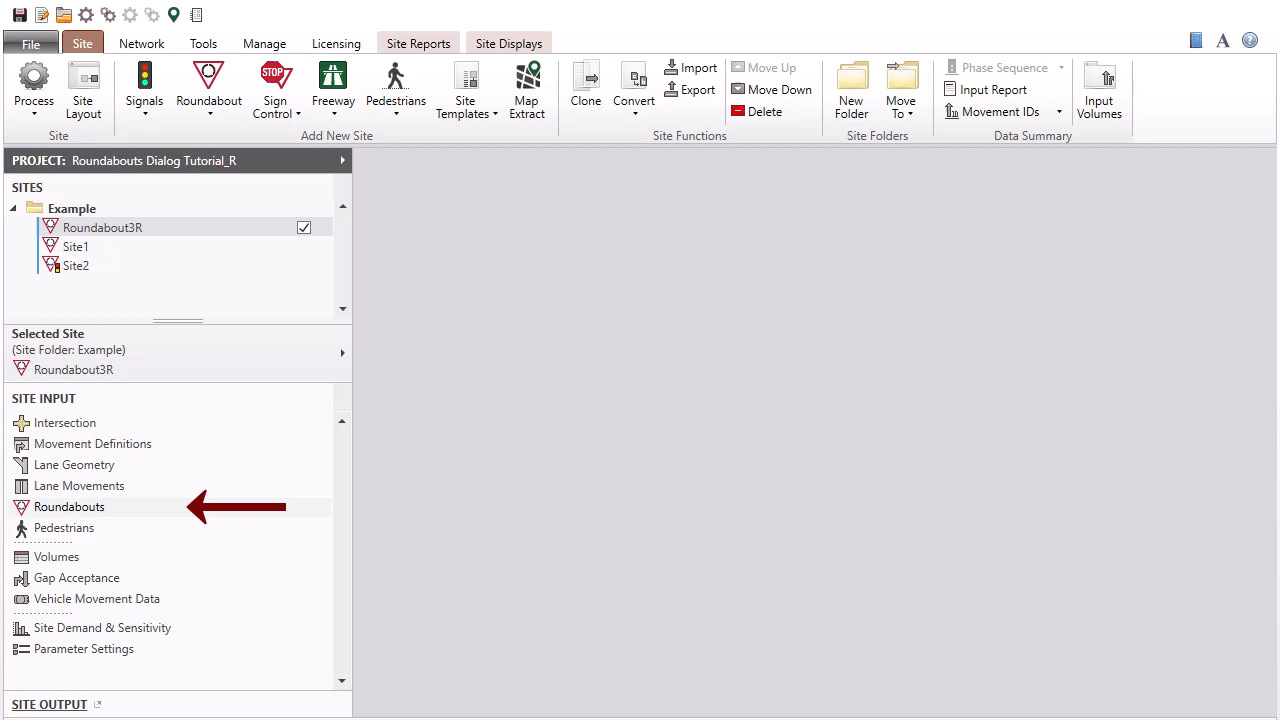 File Site Network Tools Manage Licensing Site Reports Site Displays
Process Site Layout Signals Roundabout Sign Control Freeway Pedestrians Site Templates Map Extract Clone Convert Import Export Move Up Move Down Delete New Folder Move To Phase Sequence Input Report Movement IDs Input Volumes
Site Add New Site Site Functions Site Folders Data Summary
PROJECT: Roundabouts Dialog Tutorial_R
SITES
Example
Roundabout3R
Site1
Site2
Selected Site
(Site Folder: Example)
Roundabout3R
SITE INPUT
Intersection
Movement Definitions
Lane Geometry
Lane Movements
Roundabouts
Pedestrians
Volumes
Gap Acceptance
Vehicle Movement Data
Site Demand & Sensitivity
Parameter Settings
SITE OUTPUT